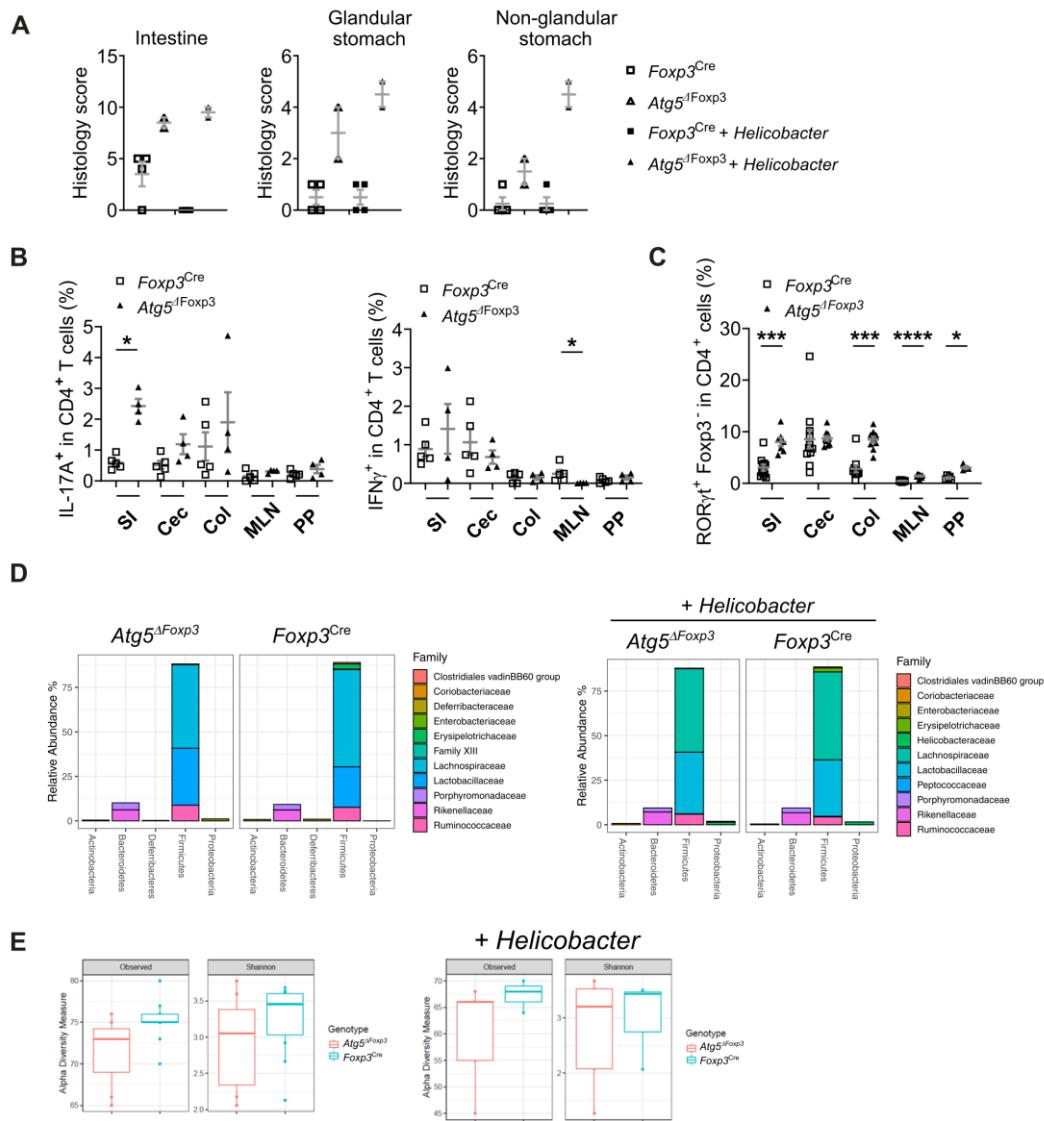 A
Intestine
Glandular stomach
Non-glandular stomach
Histology score
15
10
5
0
Histology score
6
4
2
0
Histology score
6
4
2
0
Foxp3Cre
Atg5ΔFoxp3
Foxp3Cre + Helicobacter
Atg5ΔFoxp3 + Helicobacter
B
Foxp3Cre
Atg5ΔFoxp3
IL-17A+ in CD4+ T cells (%)
5
4
3
2
1
0
*
SI
Cec
Col
MLN
PP
Foxp3Cre
Atg5ΔFoxp3
IFNγ+ in CD4+ T cells (%)
4
3
2
1
0
*
SI
Cec
Col
MLN
PP
C
Foxp3Cre
Atg5ΔFoxp3
RORγt+ Foxp3- in CD4+ cells (%)
30
20
10
0
***
***
****
*
SI
Cec
Col
MLN
PP
D
Atg5ΔFoxp3
Foxp3Cre
Relative Abundance %
75
50
25
0
Actinobacteria
Bacteroidetes
Deferribacteres
Firmicutes
Proteobacteria
Actinobacteria
Bacteroidetes
Deferribacteres
Firmicutes
Proteobacteria
Family
Clostridiales vadinBB60 group
Coriobacteriaceae
Deferribacteraceae
Enterobacteriaceae
Erysipelotrichaceae
Family XIII
Lachnospiraceae
Lactobacillaceae
Porphyromonadaceae
Rikenellaceae
Ruminococcaceae
+ Helicobacter
Atg5ΔFoxp3
Foxp3Cre
Relative Abundance %
75
50
25
0
Actinobacteria
Bacteroidetes
Firmicutes
Proteobacteria
Actinobacteria
Bacteroidetes
Firmicutes
Proteobacteria
Family
Clostridiales vadinBB60 group
Coriobacteriaceae
Enterobacteriaceae
Erysipelotrichaceae
Helicobacteraceae
Lachnospiraceae
Lactobacillaceae
Peptococcaceae
Porphyromonadaceae
Rikenellaceae
Ruminococcaceae
E
Observed
Shannon
Alpha Diversity Measure
80
75
70
65
3.5
3.0
2.5
2.0
Genotype
Atg5ΔFoxp3
Foxp3Cre
+ Helicobacter
Observed
Shannon
Alpha Diversity Measure
70
65
60
55
50
45
3
2
Genotype
Atg5ΔFoxp3
Foxp3Cre